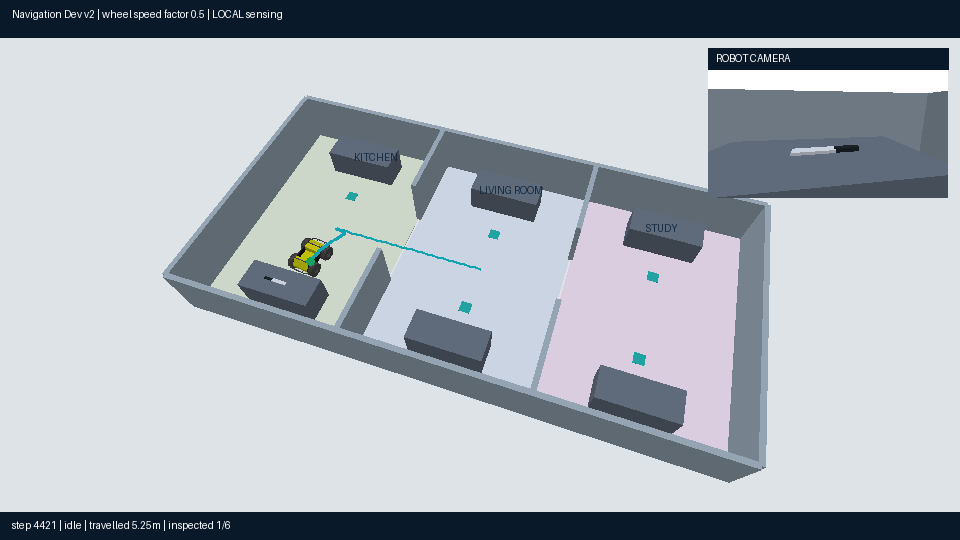 Navigation Dev v2 | wheel speed factor 0.5 | LOCAL sensing
ROBOT CAMERA
KITCHEN
LIVING ROOM
STUDY
step 4421 | idle | travelled 5.25m | inspected 1/6